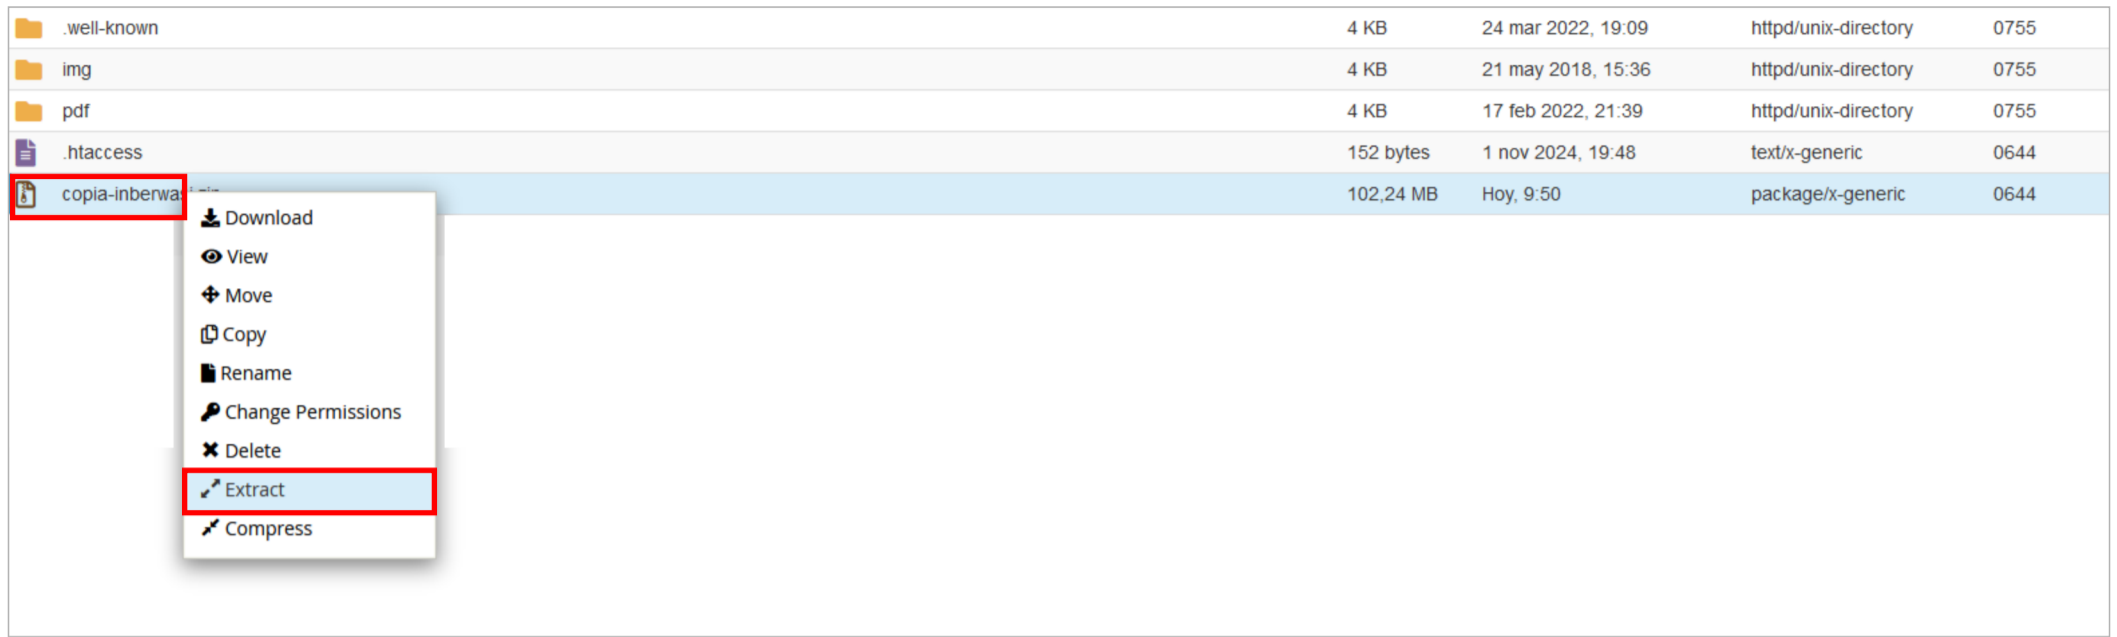 .well-known 4 KB 24 mar 2022, 19:09 httpd/unix-directory 0755
img 4 KB 21 may 2018, 15:36 httpd/unix-directory 0755
pdf 4 KB 17 feb 2022, 21:39 httpd/unix-directory 0755
.htaccess 152 bytes 1 nov 2024, 19:48 text/x-generic 0644
102,24 MB Hoy, 9:50 package/x-generic 0644
Download
View
Move
Copy
Rename
Change Permissions
Delete
Extract
Compress